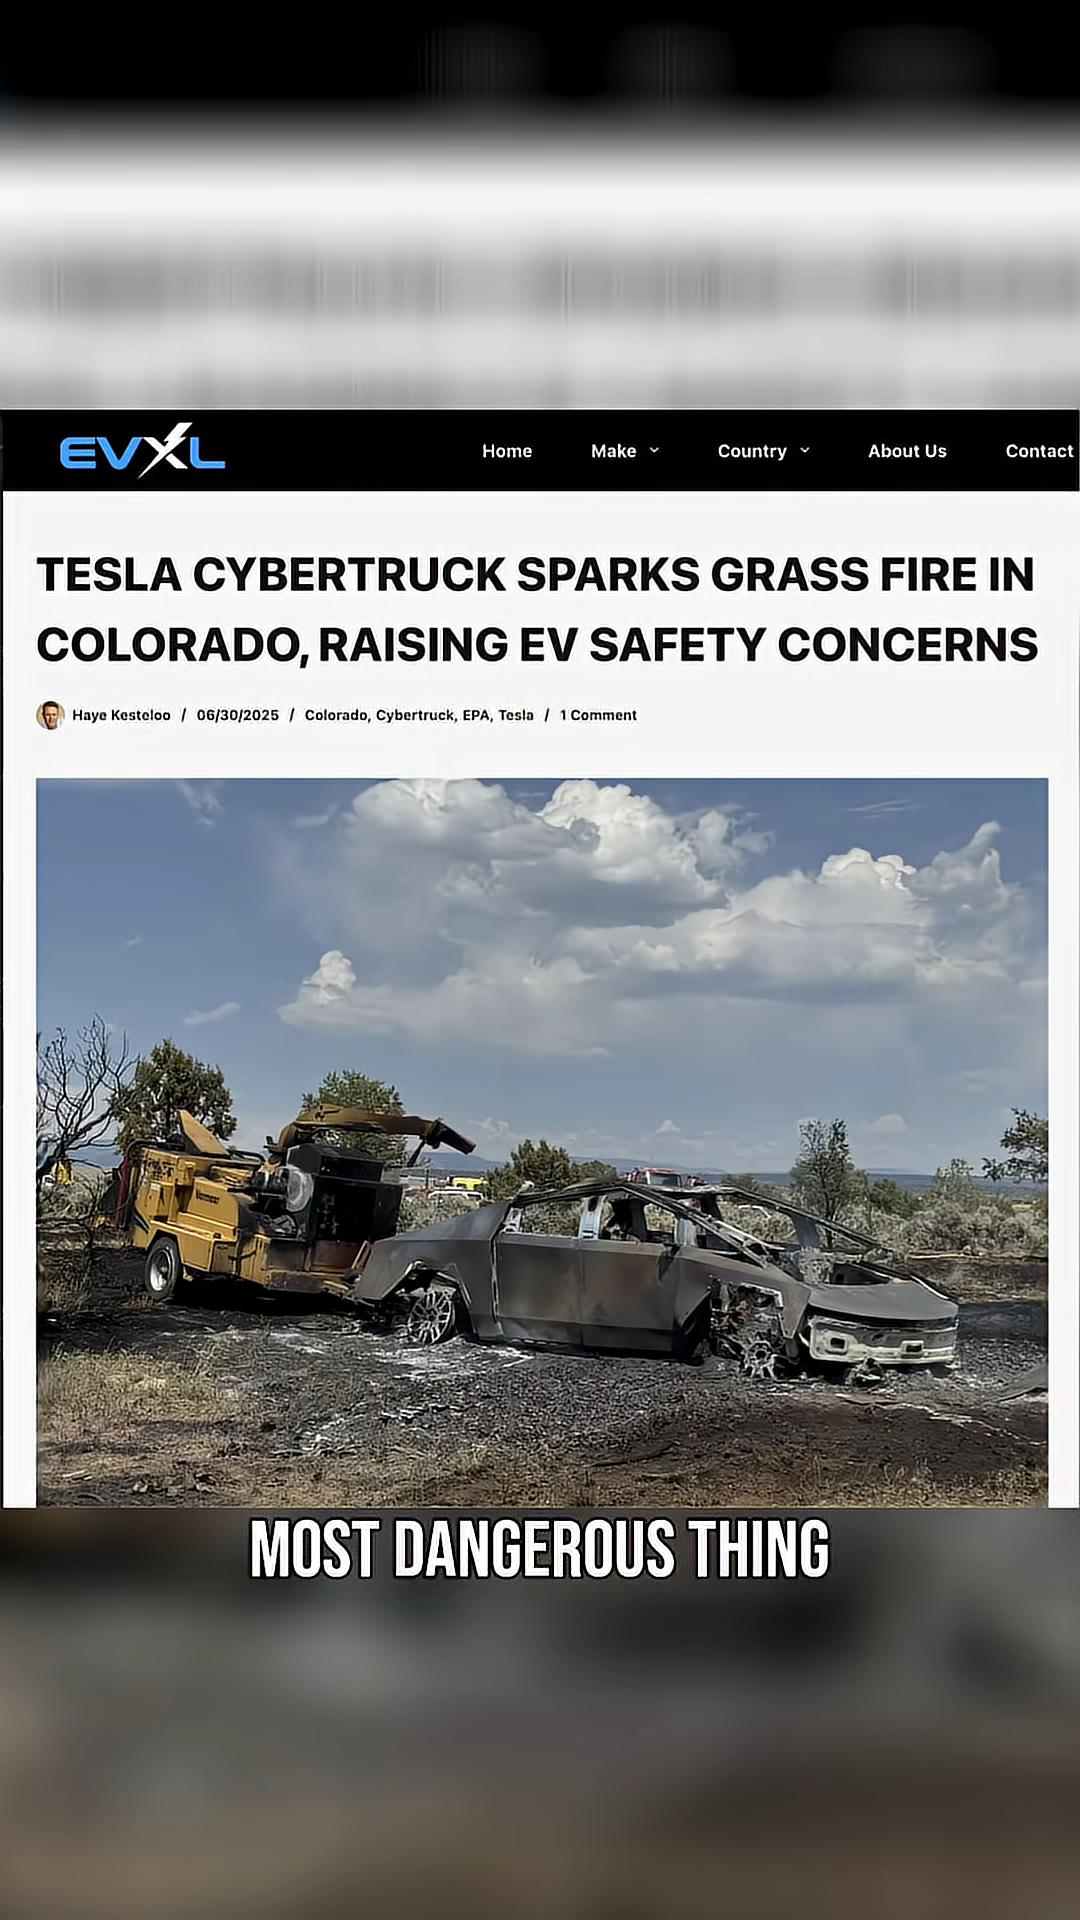 EVXL
Home Make Country About Us Contact
TESLA CYBERTRUCK SPARKS GRASS FIRE IN
COLORADO, RAISING EV SAFETY CONCERNS
Haye Kesteloo / 06/30/2025 / Colorado, Cybertruck, EPA, Tesla / 1 Comment
Vermeer
MOST DANGEROUS THING